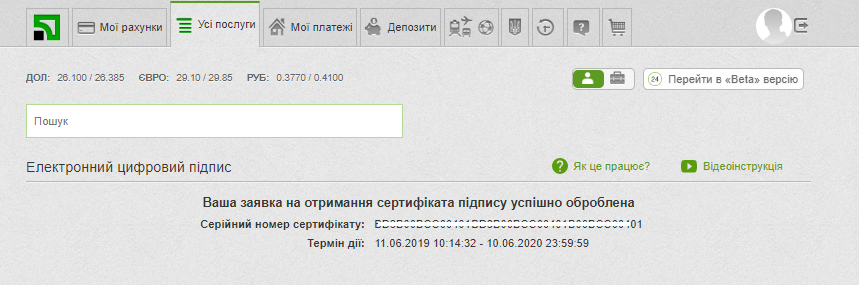 Мої рахунки Усі послуги Мої платежі Депозити
ДОЛ: 26.100 / 26.385 ЄВРО: 29.10 / 29.85 РУБ: 0.3770 / 0.4100
24 Перейти в «Beta» версію
Пошук
Електронний цифровий підпис
Як це працює? Відеоінструкція
Ваша заявка на отримання сертифіката підпису успішно оброблена
Серійний номер сертифікату:
Термін дії: 11.06.2019 10:14:32 - 10.06.2020 23:59:59